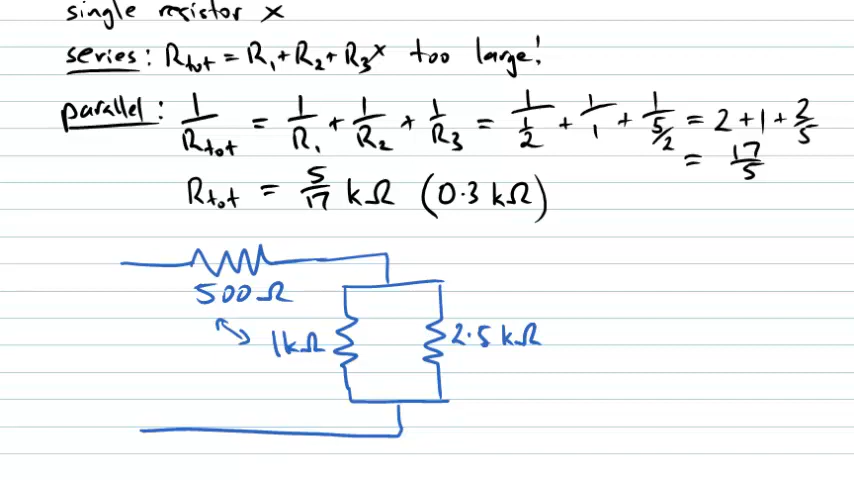 single resistor x
series: Rtot = R1 + R2 + R3 x too large!
parallel: 1/Rtot = 1/R1 + 1/R2 + 1/R3 = 1/(1/2) + 1/1 + 1/(5/2) = 2 + 1 + 2/5
= 17/5
Rtot = 5/17 kΩ (0.3 kΩ)
500Ω
1kΩ 2.5 kΩ